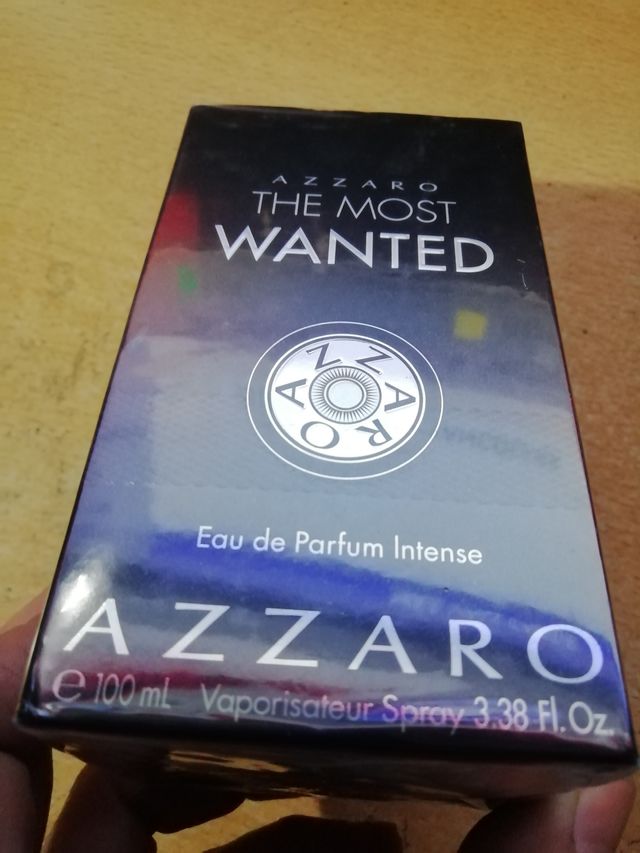 AZZARO
THE MOST
WANTED
AZZARO
Eau de Parfum Intense
AZZARO
e 100 mL Vaporisateur Spray 3.38 Fl. Oz.